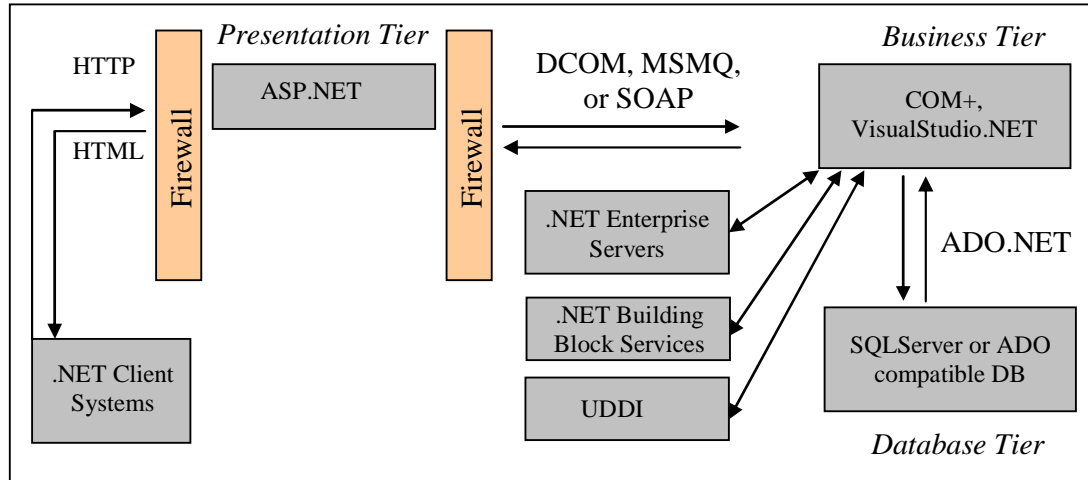 Presentation Tier
Business Tier
HTTP
HTML
Firewall
ASP.NET
Firewall
DCOM, MSMQ,
or SOAP
COM+,
VisualStudio.NET
.NET Enterprise
Servers
ADO.NET
.NET Building
Block Services
SQLServer or ADO
compatible DB
.NET Client
Systems
UDDI
Database Tier